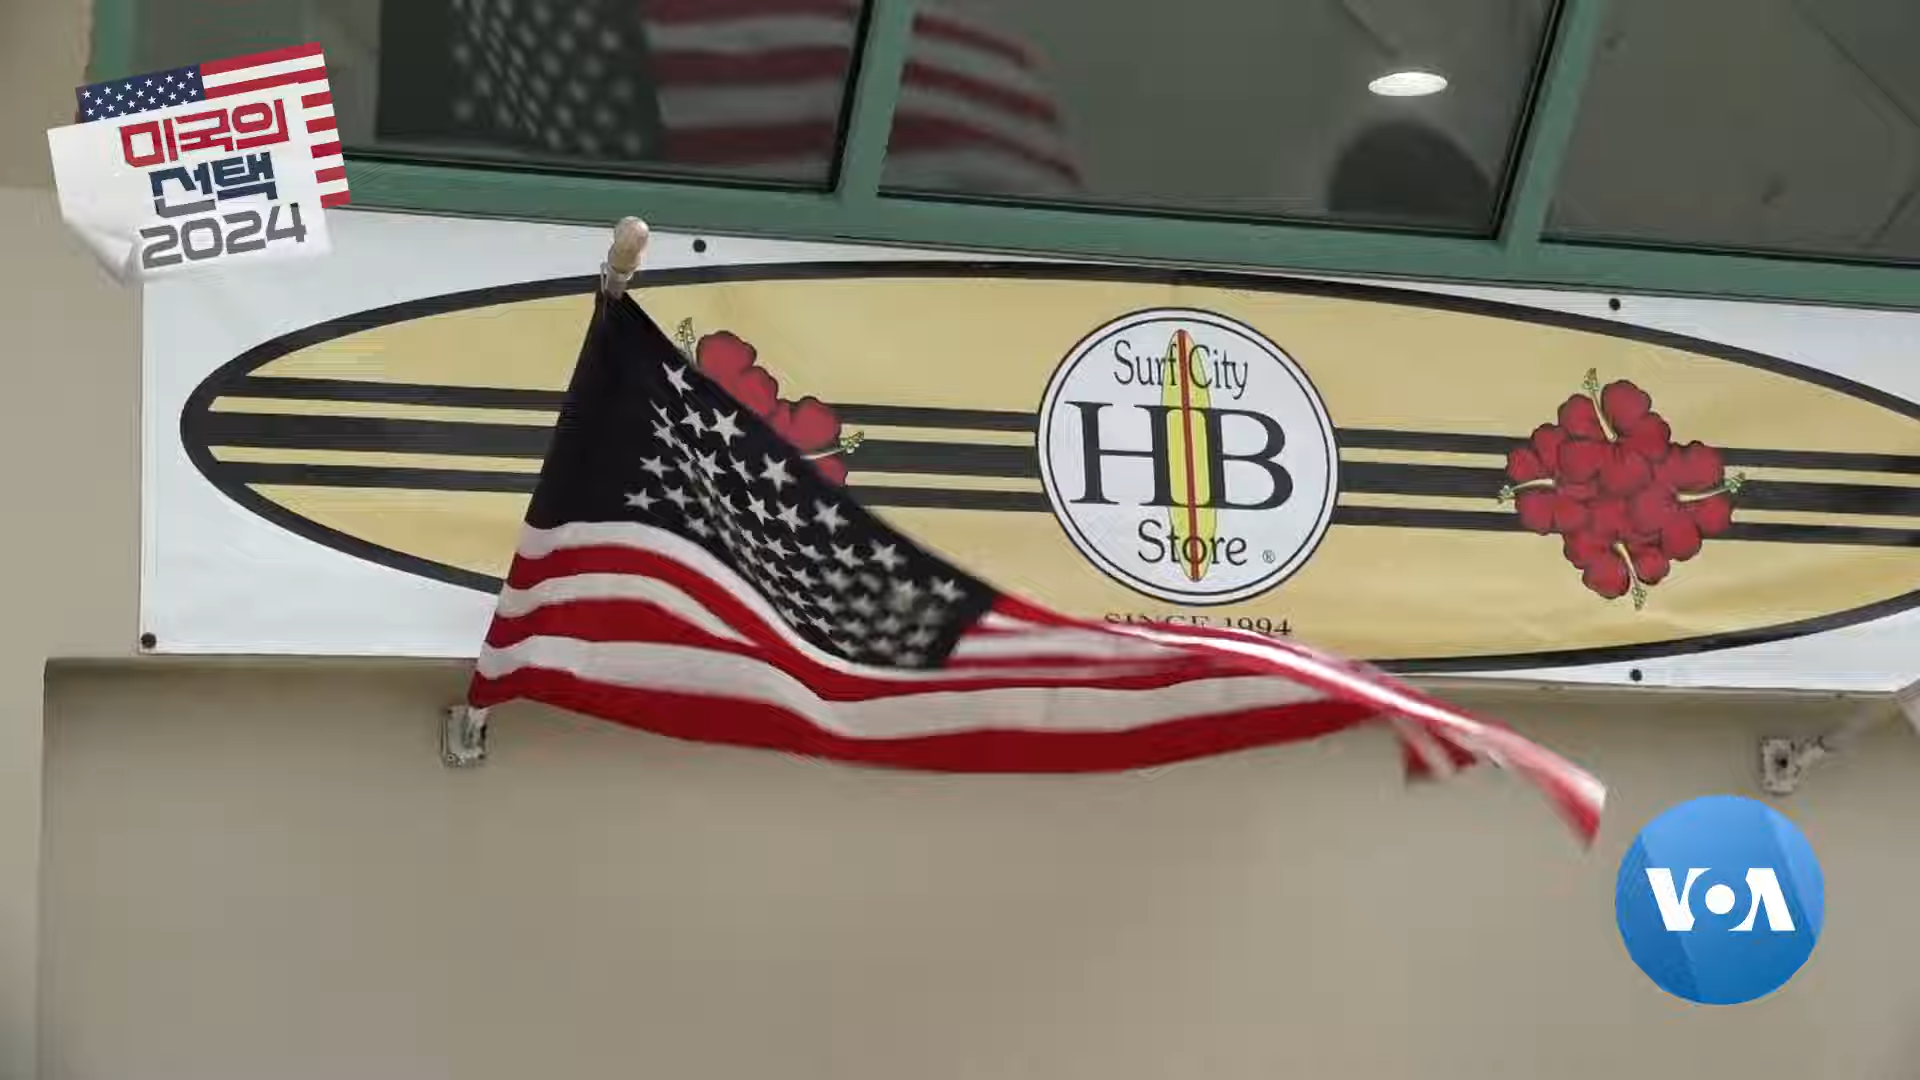 미국의
선택
2024
Surf City
HB
Store ®
SINCE 1994
VOA